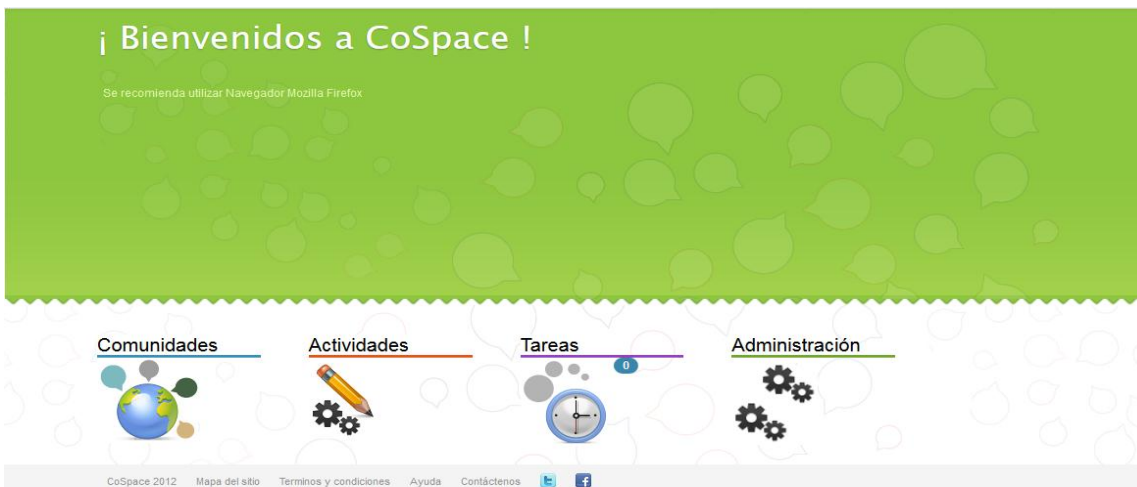 ¡ Bienvenidos a CoSpace !
Se recomienda utilizar Navegador Mozilla Firefox
Comunidades Actividades Tareas Administración
0
CoSpace 2012 Mapa del sitio Terminos y condiciones Ayuda Contáctenos